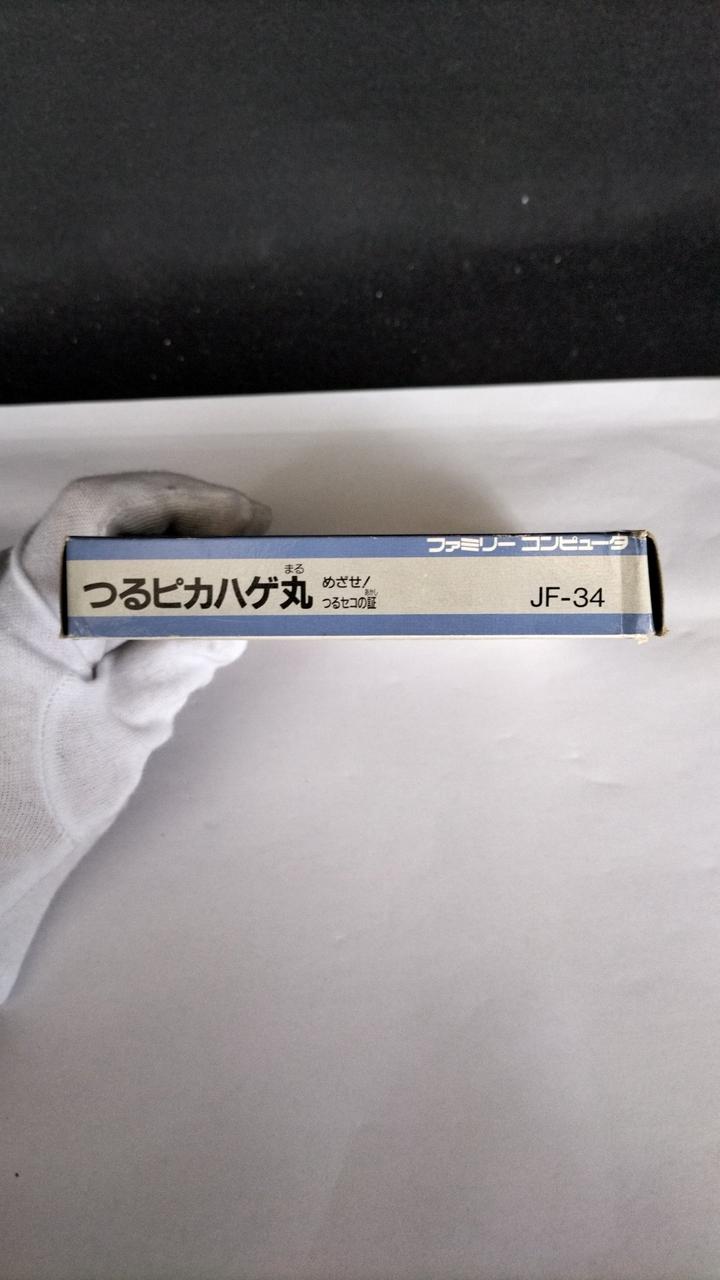 ファミリー コンピュータ
つるピカハゲ丸
まる
めざせ!
つるセコの証
あかし
JF-34